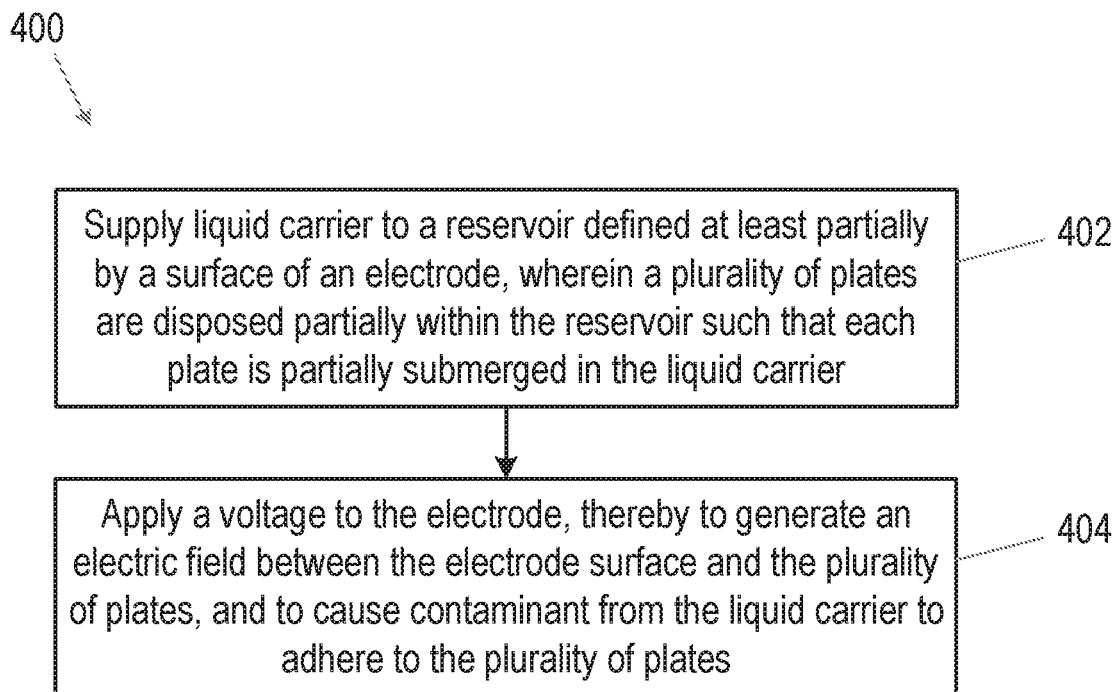 400
Supply liquid carrier to a reservoir defined at least partially
by a surface of an electrode, wherein a plurality of plates
are disposed partially within the reservoir such that each
plate is partially submerged in the liquid carrier
402
Apply a voltage to the electrode, thereby to generate an
electric field between the electrode surface and the plurality
of plates, and to cause contaminant from the liquid carrier to
adhere to the plurality of plates
404